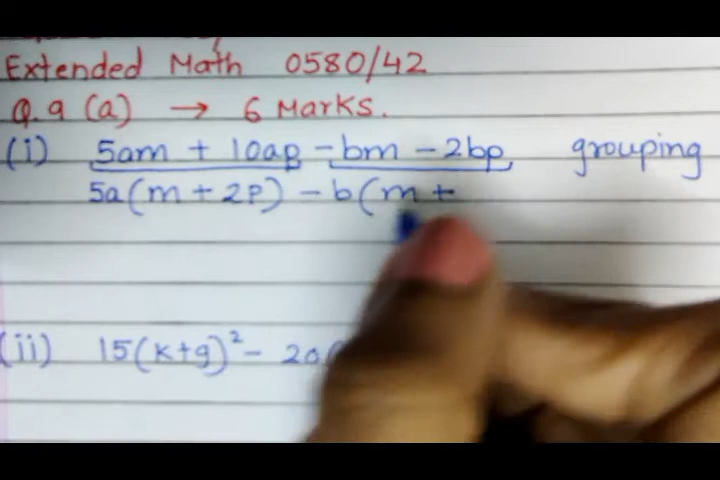 Extended Math 0580/42
Q.9 (a) → 6 Marks.
(i) 5am + 10ap - bm - 2bp grouping
5a(m + 2p) - b(m +
(ii) 15(k+g)² - 20(